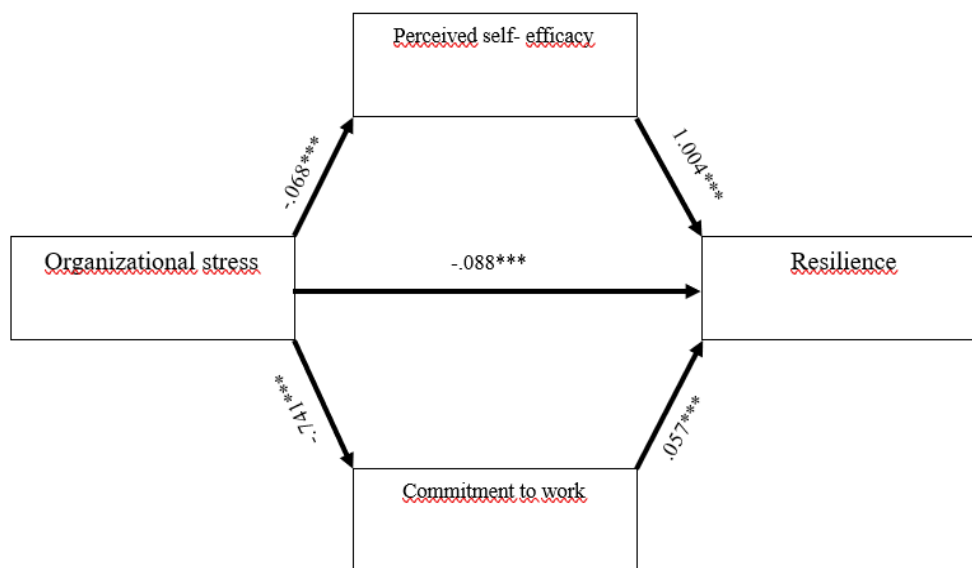 Perceived self- efficacy
-.068***
1.004***
Organizational stress
-.088***
Resilience
-.741***
.057***
Commitment to work